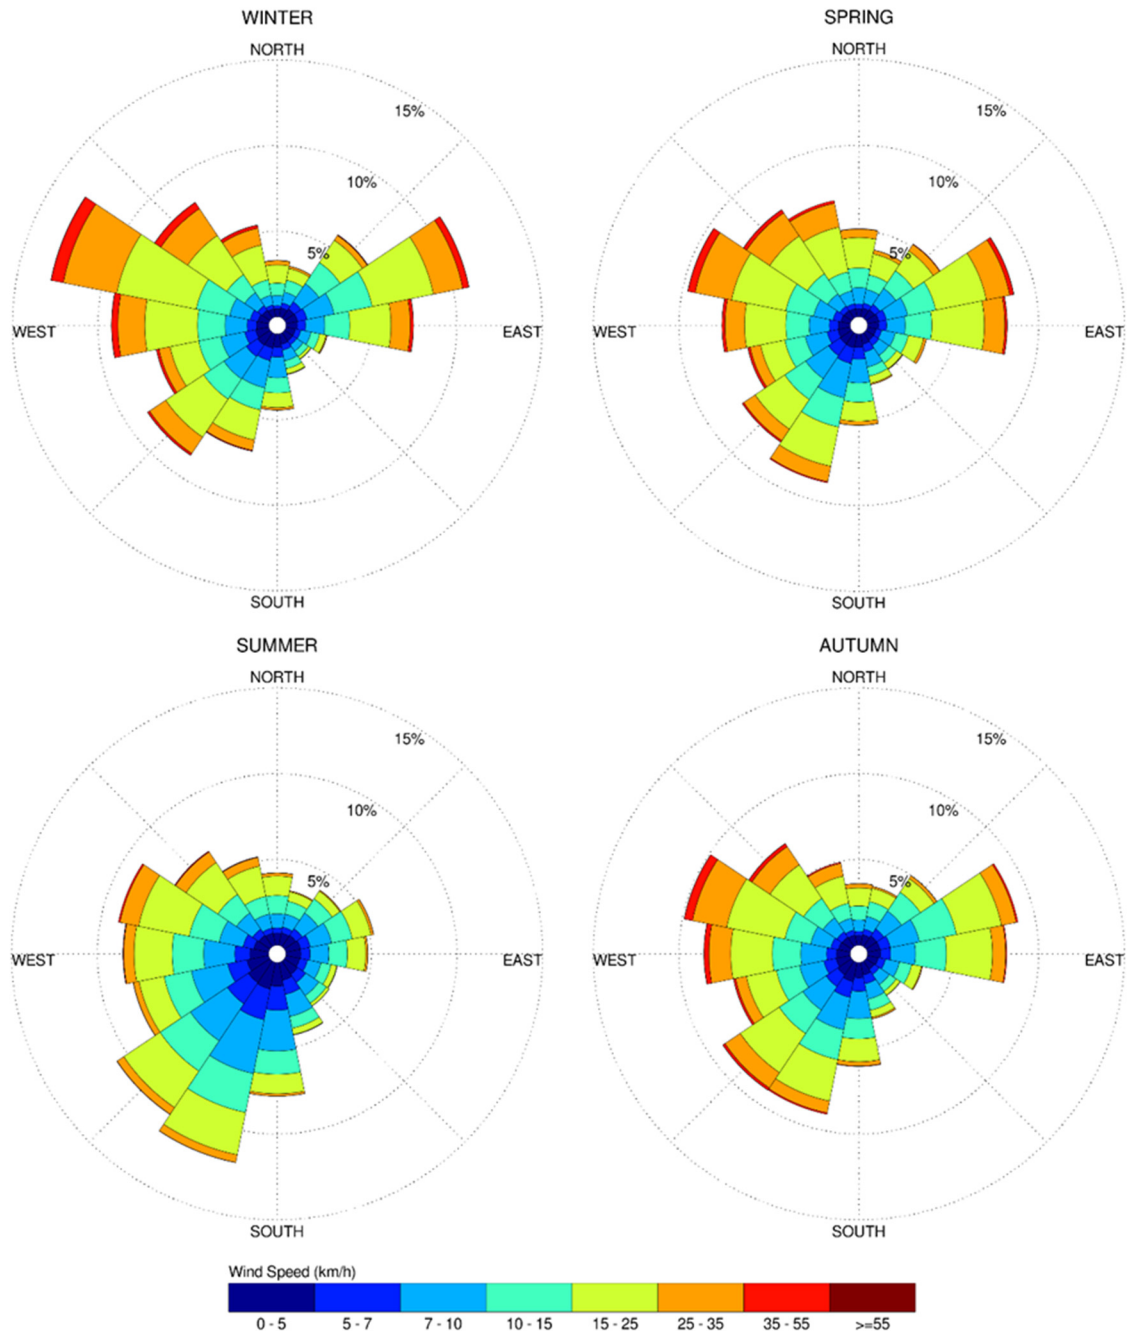 WINTER
NORTH
15%
10%
5%
WEST
EAST
SOUTH
SPRING
NORTH
15%
10%
5%
WEST
EAST
SOUTH
SUMMER
NORTH
15%
10%
5%
WEST
EAST
SOUTH
AUTUMN
NORTH
15%
10%
5%
WEST
EAST
SOUTH
Wind Speed (km/h)
0 - 5 5 - 7 7 - 10 10 - 15 15 - 25 25 - 35 35 - 55 >=55